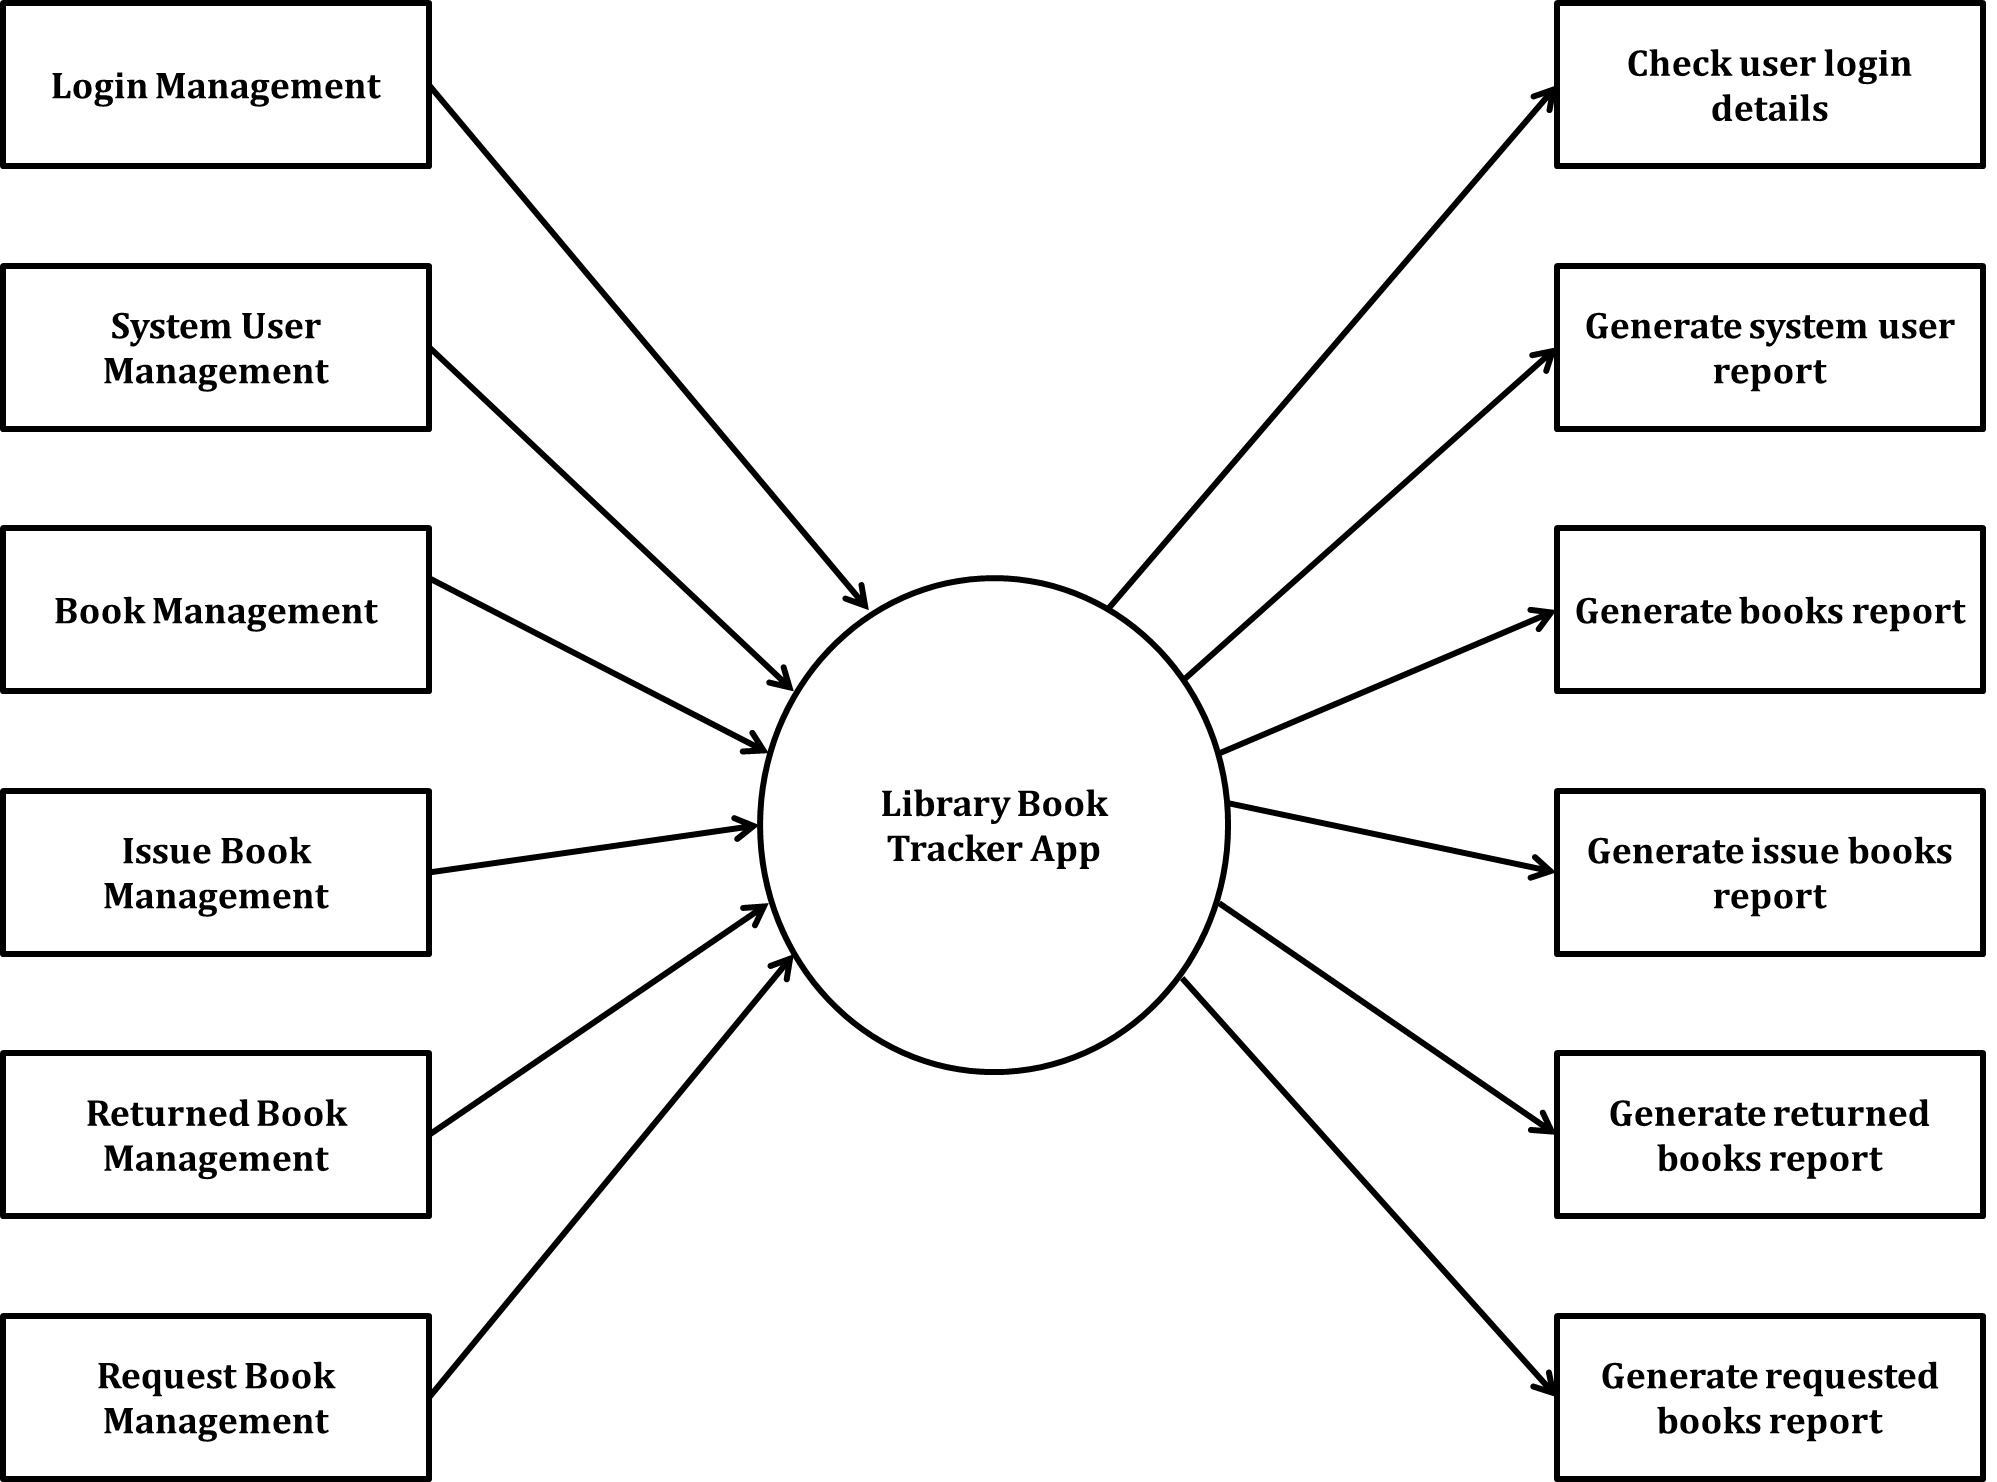 Login Management
System User
Management
Book Management
Issue Book
Management
Returned Book
Management
Request Book
Management
Library Book
Tracker App
Check user login
details
Generate system user
report
Generate books report
Generate issue books
report
Generate returned
books report
Generate requested
books report